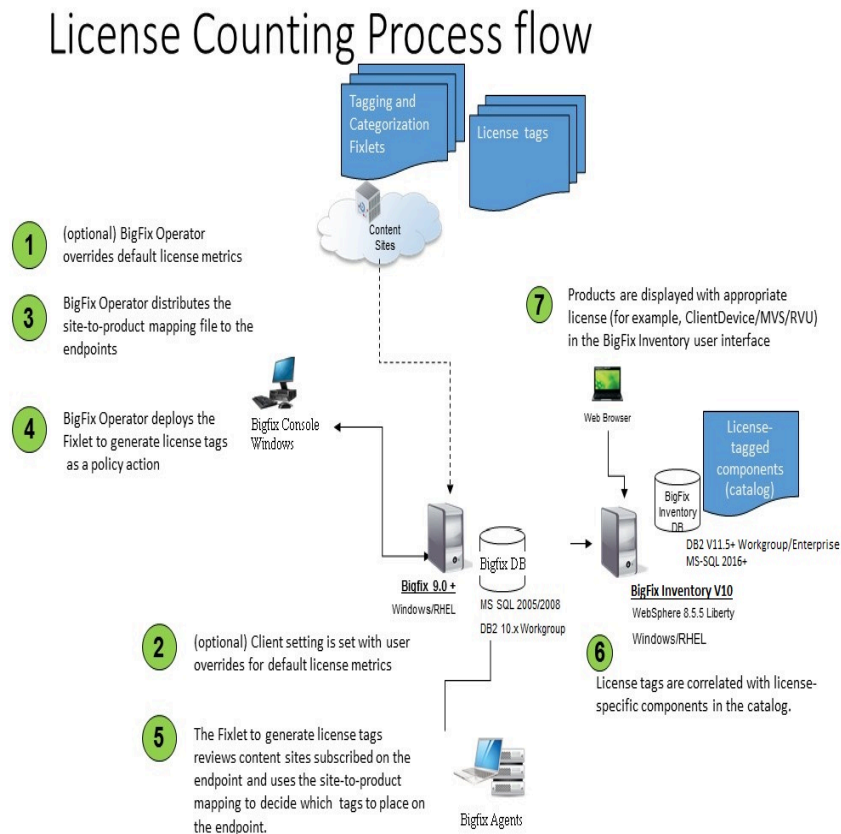 License Counting Process flow
Tagging and
Categorization
Fixlets
License tags
Content
Sites
1
(optional) BigFix Operator
overrides default license metrics
3
BigFix Operator distributes the
site-to-product mapping file to the
endpoints
7
Products are displayed with appropriate
license (for example, ClientDevice/MVS/RVU)
in the BigFix Inventory user interface
4
BigFix Operator deploys the
Fixlet to generate license tags
as a policy action
Bigfix Console
Windows
Web Browser
License-
tagged
components
(catalog)
BigFix
Inventory
DB
DB2 V11.5+ Workgroup/Enterprise
MS-SQL 2016+
Bigfix DB
Bigfix 9.0 +
Windows/RHEL
MS SQL 2005/2008
DB2 10.x Workgroup
BigFix Inventory V10
WebSphere 8.5.5 Liberty
Windows/RHEL
2
(optional) Client setting is set with user
overrides for default license metrics
6
License tags are correlated with license-
specific components in the catalog.
5
The Fixlet to generate license tags
reviews content sites subscribed on the
endpoint and uses the site-to-product
mapping to decide which tags to place on
the endpoint.
Bigfix Agents